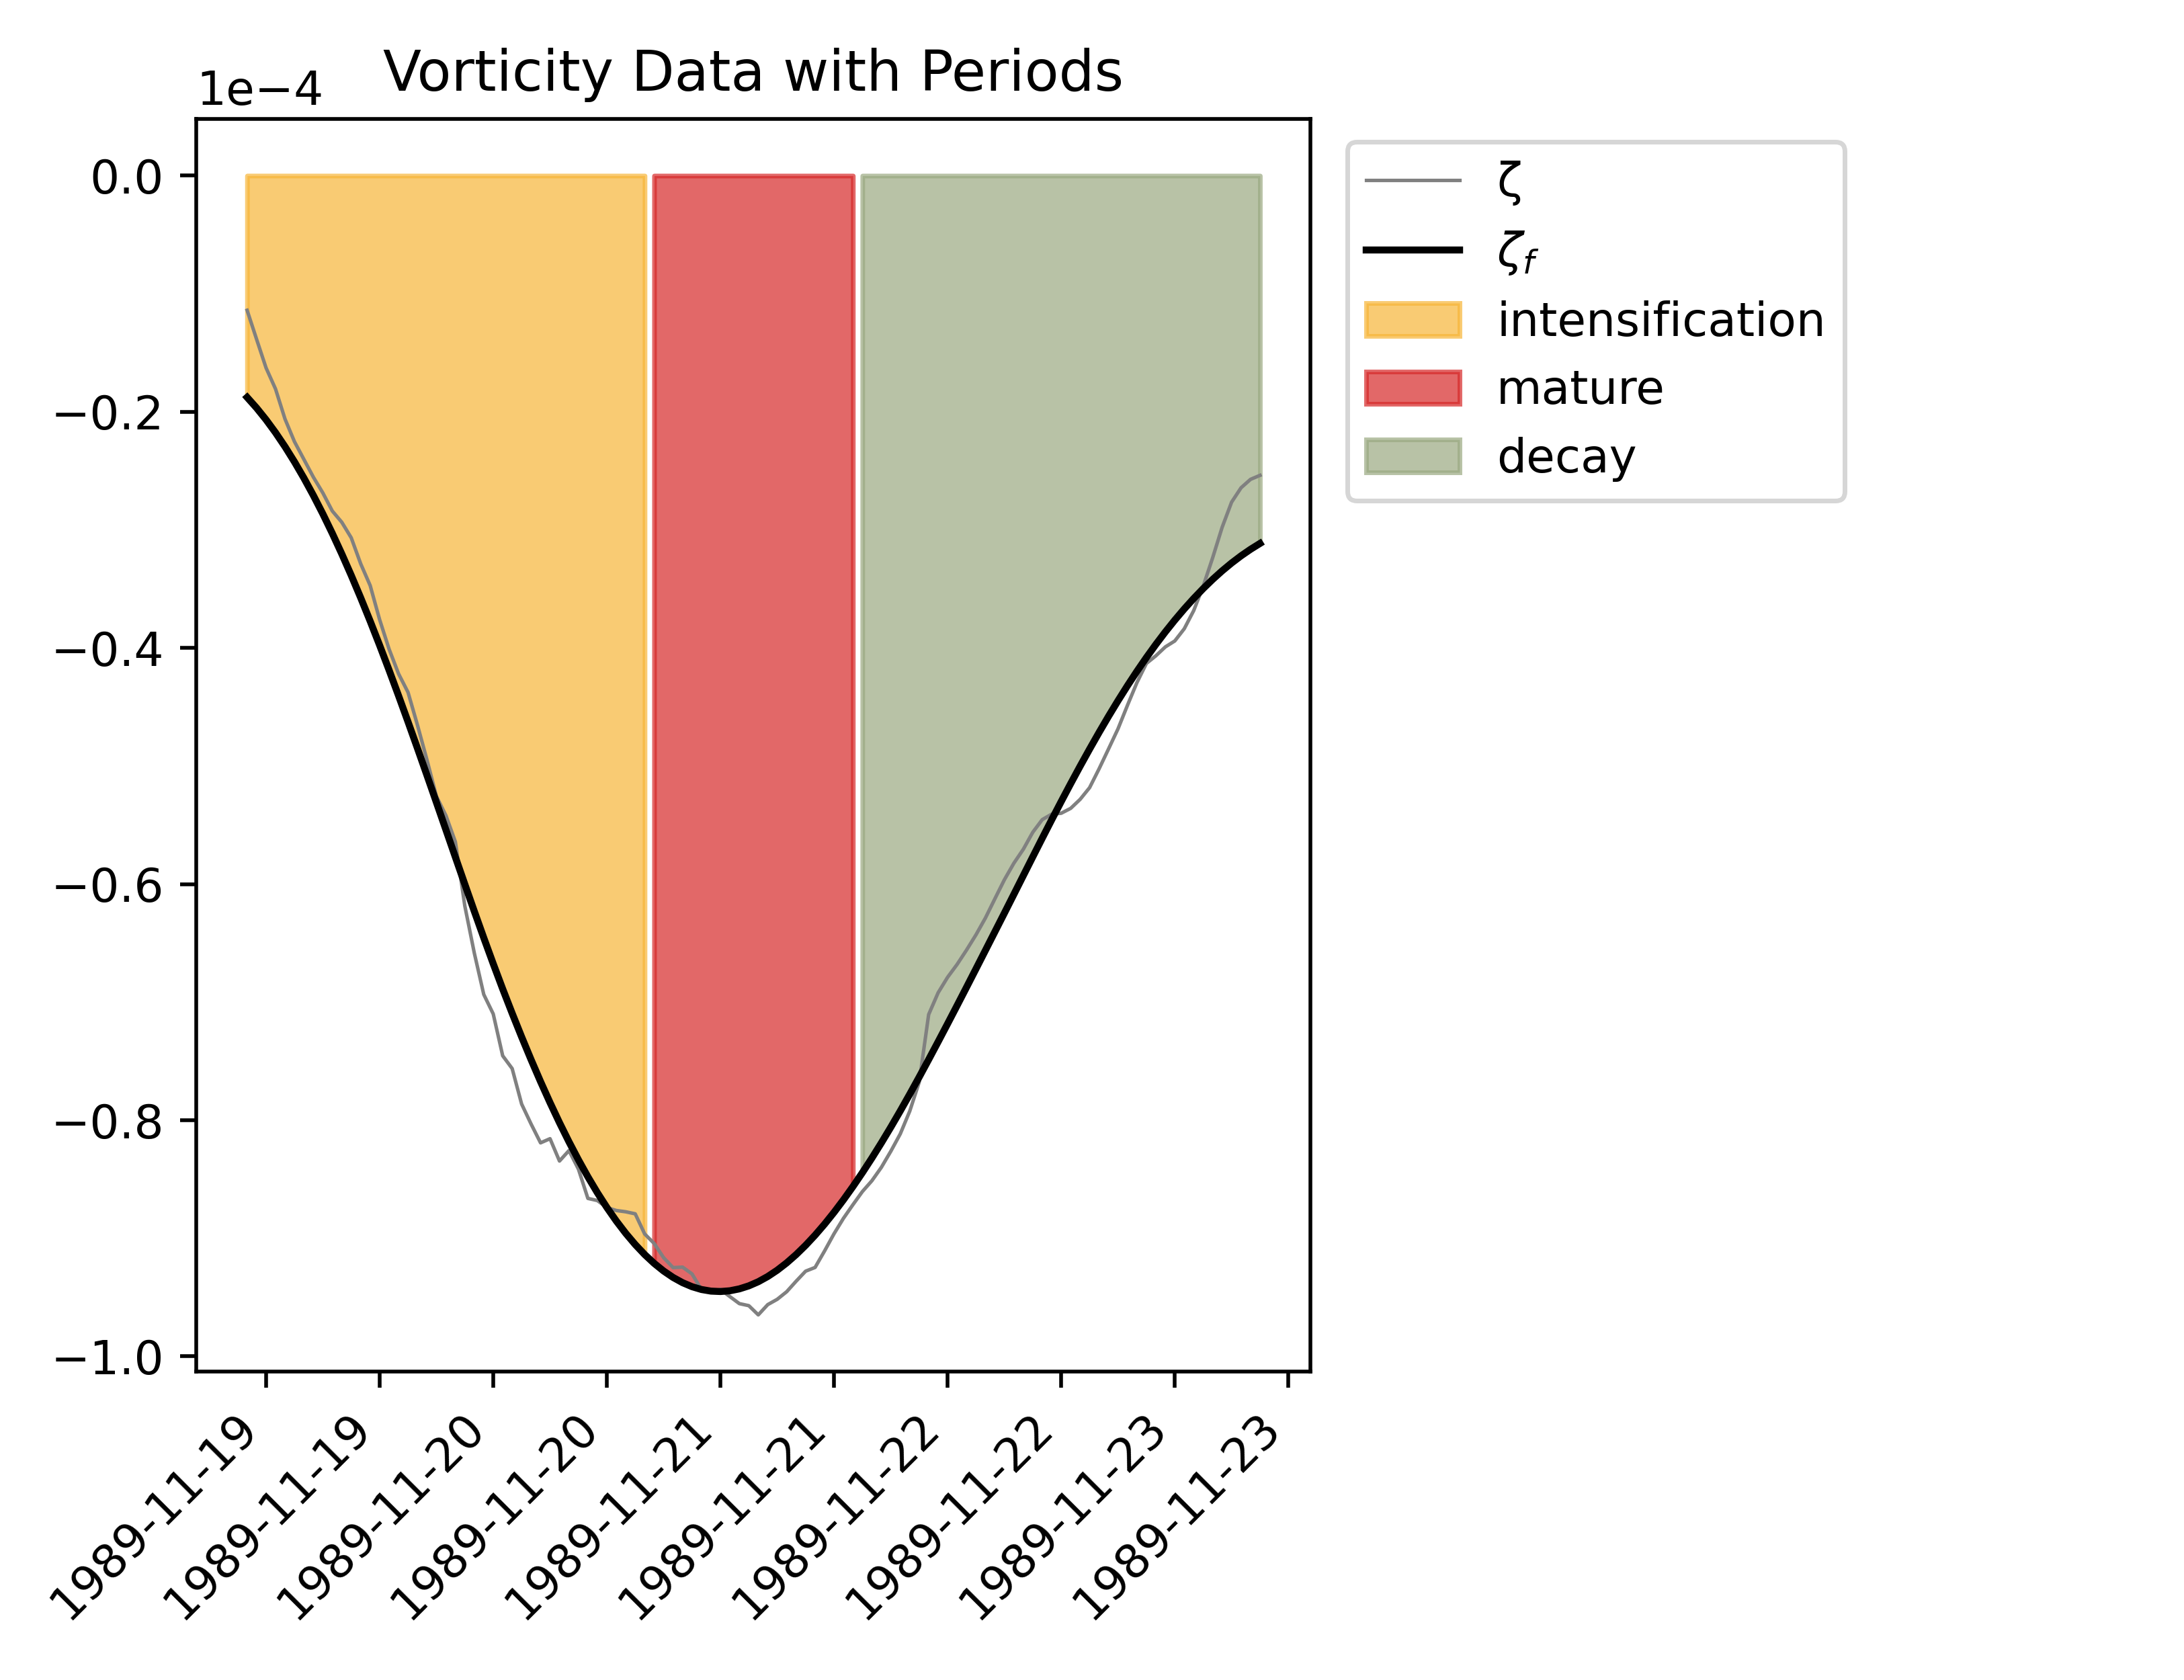 Vorticity Data with Periods
1e−4
0.0
−0.2
−0.4
−0.6
−0.8
−1.0
1989-11-19
1989-11-19
1989-11-20
1989-11-20
1989-11-21
1989-11-21
1989-11-22
1989-11-22
1989-11-23
1989-11-23
ζ
ζf
intensification
mature
decay